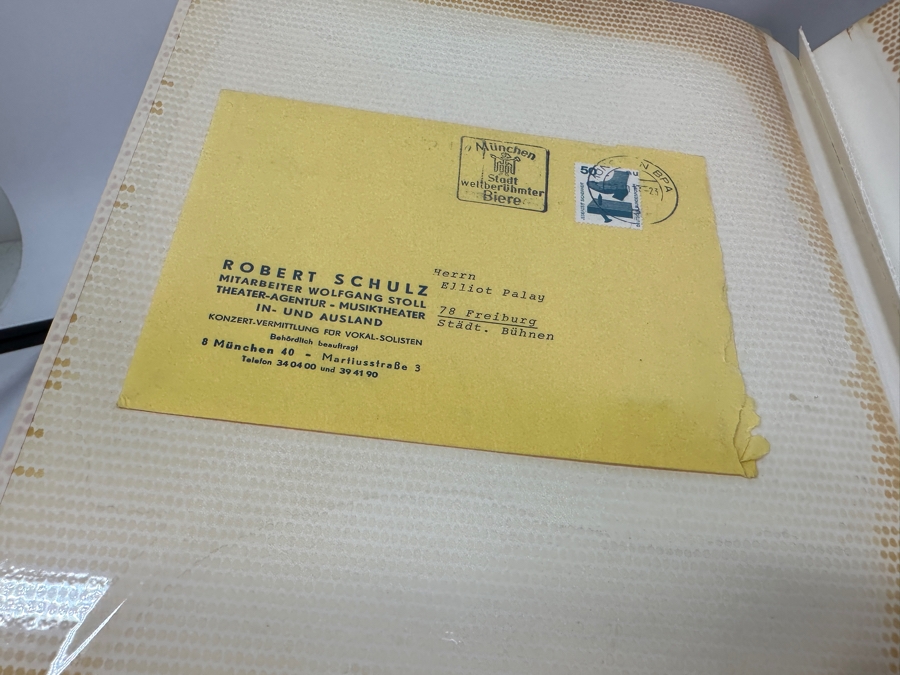 München
Stadt
weltberühmter
Biere
50
N BPA
-23
ROBERT SCHULZ
MITARBEITER WOLFGANG STOLL
THEATER-AGENTUR - MUSIKTHEATER
IN- UND AUSLAND
KONZERT-VERMITTLUNG FÜR VOKAL-SOLISTEN
Behördlich beauftragt
8 München 40 - Martiusstraße 3
Telefon 34 04 00 und 39 41 90
Herrn
Elliot Palay
78 Freiburg
Städt. Bühnen